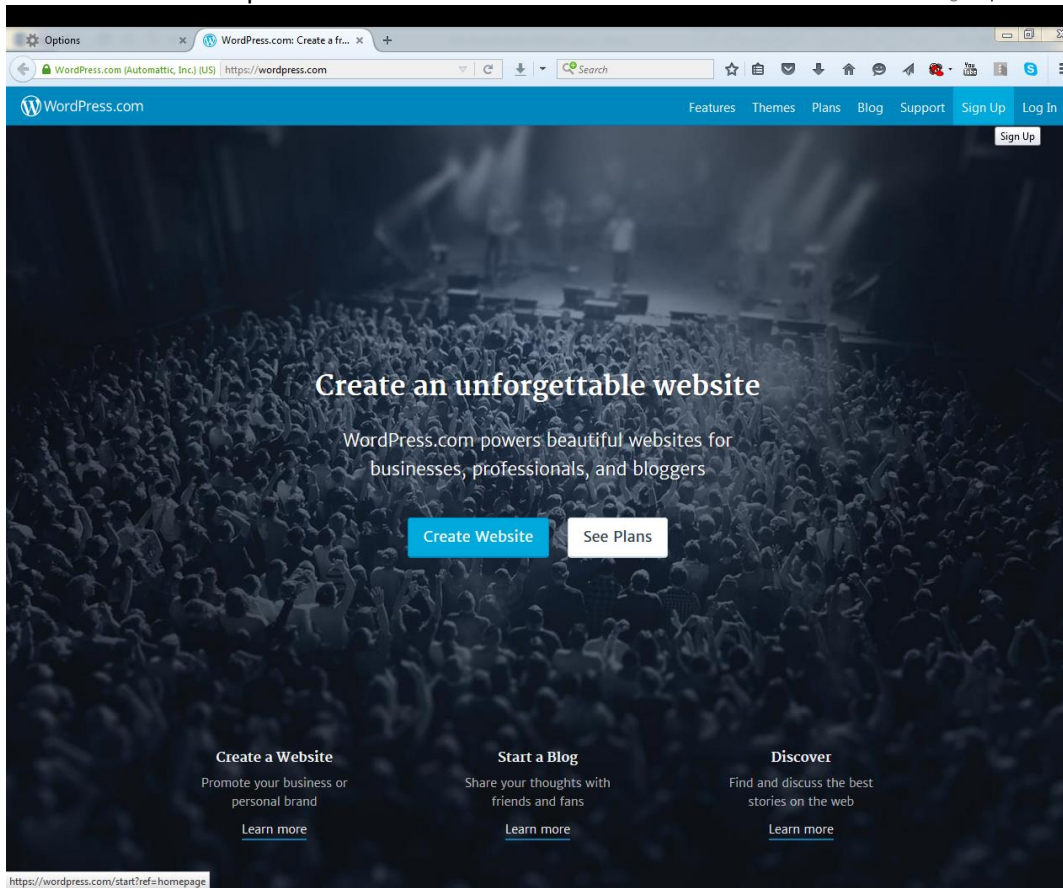 Options
WordPress.com: Create a fr...
WordPress.com (Automattic, Inc.) (US)
https://wordpress.com
Search
You
Tube
WordPress.com
Features
Themes
Plans
Blog
Support
Sign Up
Log In
Sign Up
Create an unforgettable website
WordPress.com powers beautiful websites for
businesses, professionals, and bloggers
Create Website
See Plans
Create a Website
Promote your business or
personal brand
Learn more
Start a Blog
Share your thoughts with
friends and fans
Learn more
Discover
Find and discuss the best
stories on the web
Learn more
https://wordpress.com/start?ref=homepage